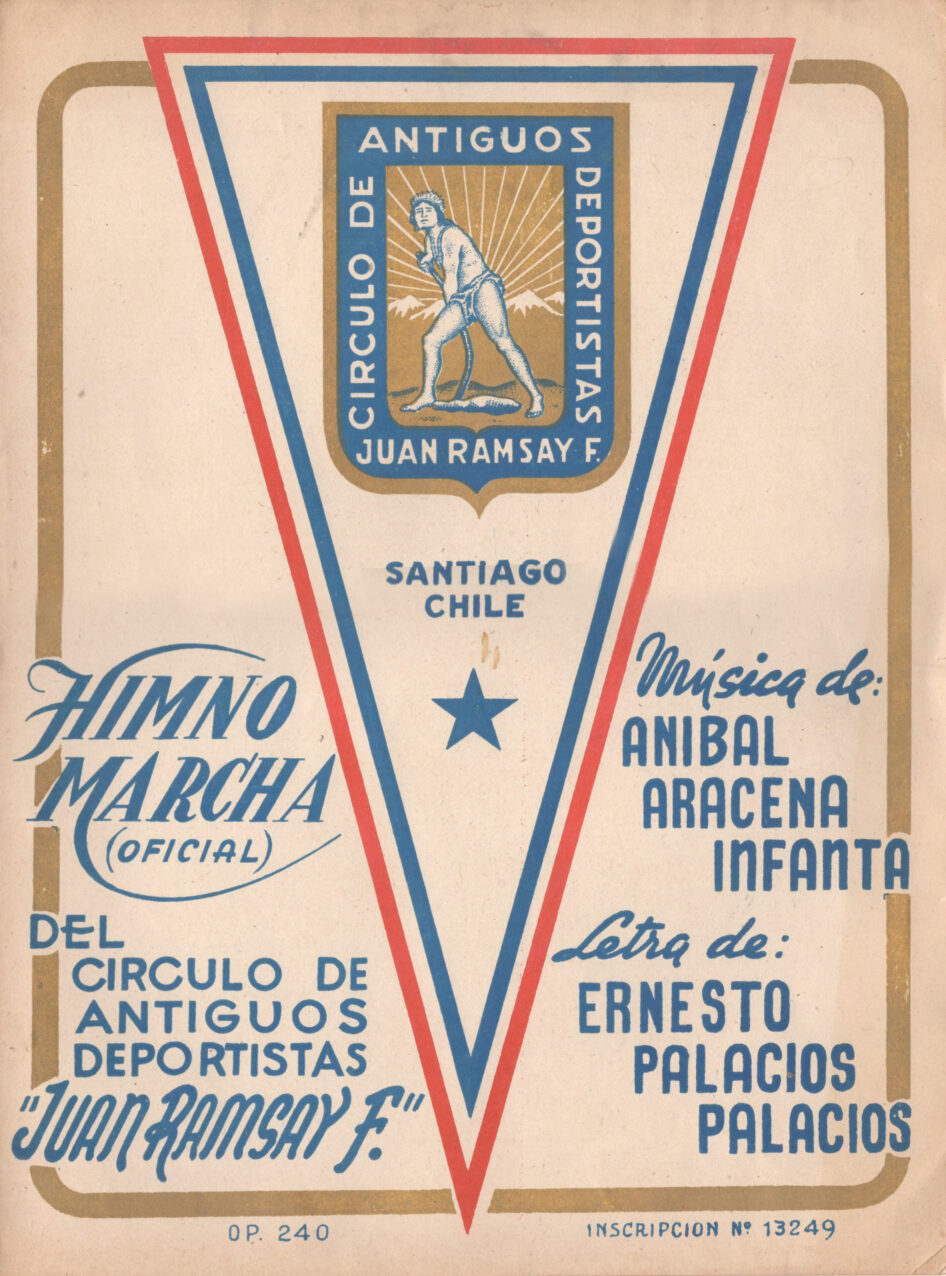 CIRCULO DE
ANTIGUOS
DEPORTISTAS
JUAN RAMSAY F.
SANTIAGO
CHILE
HIMNO
MARCHA
(OFICIAL)
DEL
CIRCULO DE
ANTIGUOS
DEPORTISTAS
"JUAN RAMSAY F."
Música de:
ANIBAL
ARACENA
INFANTA
Letra de:
ERNESTO
PALACIOS
PALACIOS
OP. 240
INSCRIPCION Nº 13249